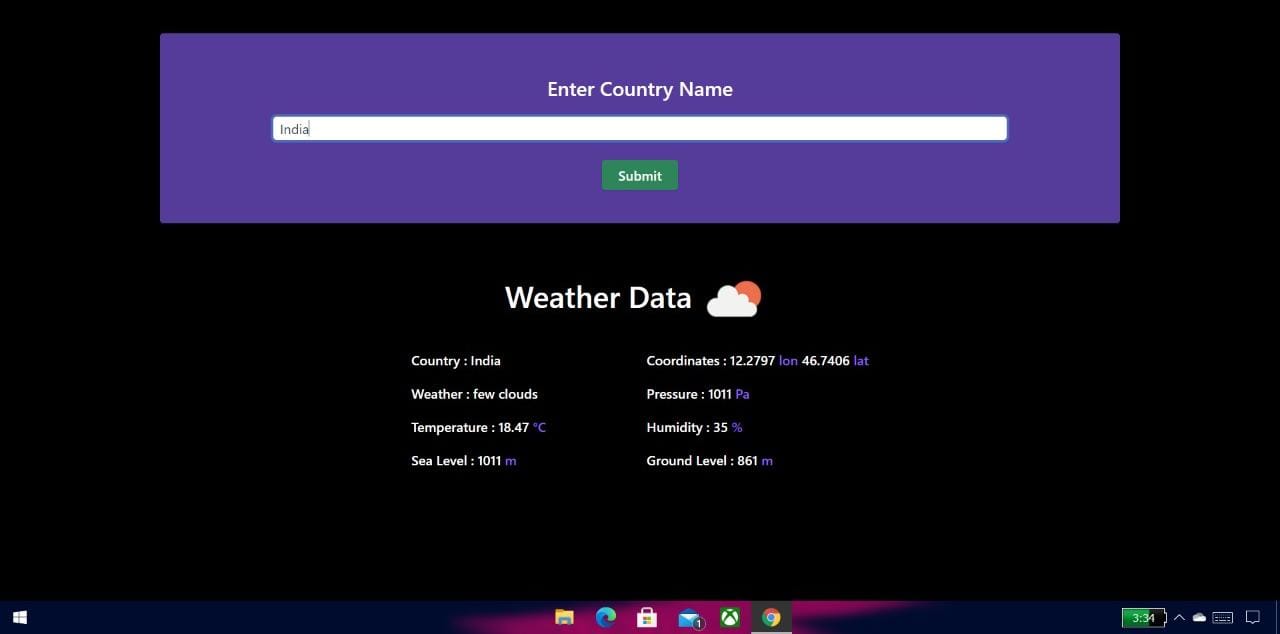 Enter Country Name
India
Submit
Weather Data
Country : India
Coordinates : 12.2797 lon 46.7406 lat
Weather : few clouds
Pressure : 1011 Pa
Temperature : 18.47 °C
Humidity : 35 %
Sea Level : 1011 m
Ground Level : 861 m
1
3:34